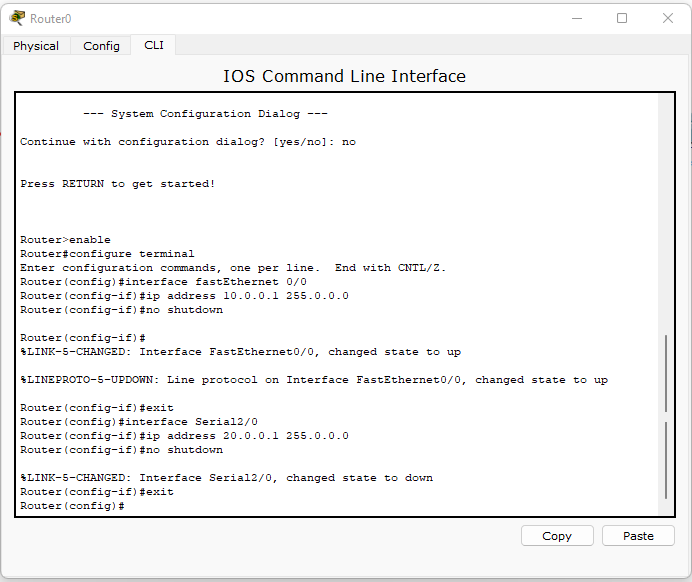 Router0
Physical Config CLI
IOS Command Line Interface
--- System Configuration Dialog ---
Continue with configuration dialog? [yes/no]: no
Press RETURN to get started!
Router>enable
Router#configure terminal
Enter configuration commands, one per line.  End with CNTL/Z.
Router(config)#interface fastEthernet 0/0
Router(config-if)#ip address 10.0.0.1 255.0.0.0
Router(config-if)#no shutdown
Router(config-if)#
%LINK-5-CHANGED: Interface FastEthernet0/0, changed state to up
%LINEPROTO-5-UPDOWN: Line protocol on Interface FastEthernet0/0, changed state to up
Router(config-if)#exit
Router(config)#interface Serial2/0
Router(config-if)#ip address 20.0.0.1 255.0.0.0
Router(config-if)#no shutdown
%LINK-5-CHANGED: Interface Serial2/0, changed state to down
Router(config-if)#exit
Router(config)#
Copy Paste